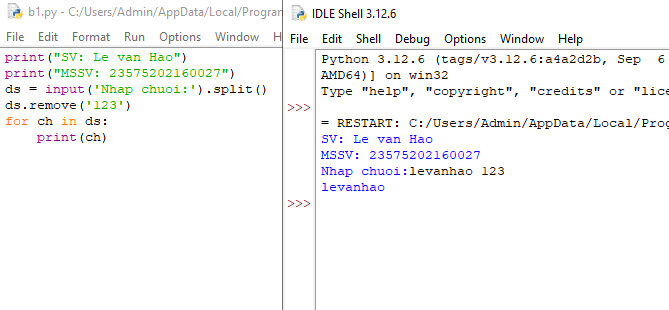 b1.py - C:/Users/Admin/AppData/Local/Program
File Edit Format Run Options Window H
print("SV: Le van Hao")
print("MSSV: 23575202160027")
ds = input('Nhap chuoi:').split()
ds.remove('123')
for ch in ds:
    print(ch)
IDLE Shell 3.12.6
File Edit Shell Debug Options Window Help
Python 3.12.6 (tags/v3.12.6:a4a2d2b, Sep  6
AMD64)] on win32
Type "help", "copyright", "credits" or "lice
>>>
= RESTART: C:/Users/Admin/AppData/Local/Prog
SV: Le van Hao
MSSV: 23575202160027
Nhap chuoi:levanhao 123
levanhao
>>>